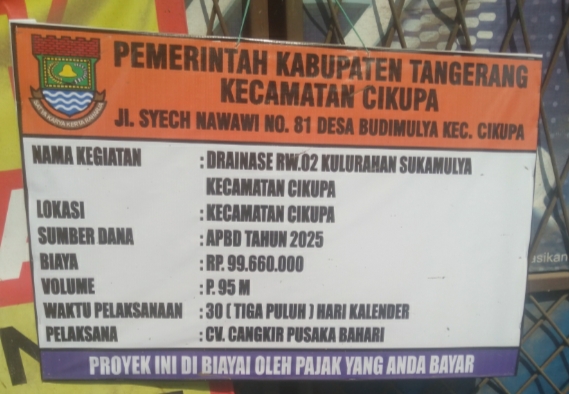 PEMERINTAH KABUPATEN TANGERANG
KECAMATAN CIKUPA
Jl. SYECH NAWAWI NO. 81 DESA BUDIMULYA KEC. CIKUPA
NAMA KEGIATAN : DRAINASE RW.02 KULURAHAN SUKAMULYA
KECAMATAN CIKUPA
LOKASI : KECAMATAN CIKUPA
SUMBER DANA : APBD TAHUN 2025
BIAYA : RP. 99.660.000
VOLUME : P. 95 M
WAKTU PELAKSANAAN : 30 ( TIGA PULUH ) HARI KALENDER
PELAKSANA : CV. CANGKIR PUSAKA BAHARI
PROYEK INI DI BIAYAI OLEH PAJAK YANG ANDA BAYAR